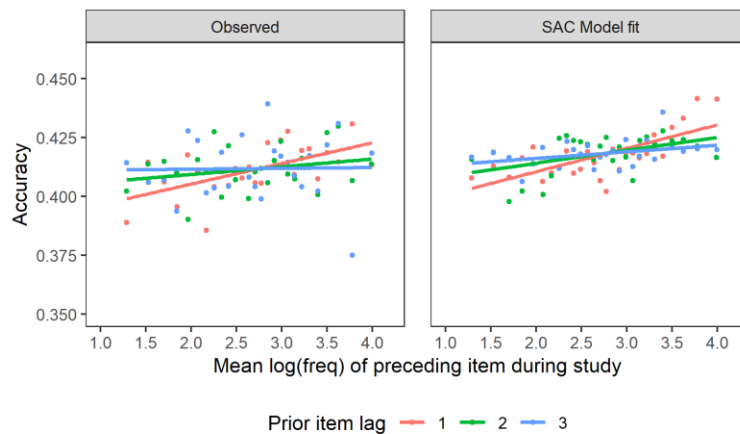 Observed
SAC Model fit
Accuracy
0.450
0.425
0.400
0.375
0.350
1.0 1.5 2.0 2.5 3.0 3.5 4.0
1.0 1.5 2.0 2.5 3.0 3.5 4.0
Mean log(freq) of preceding item during study
Prior item lag 1 2 3